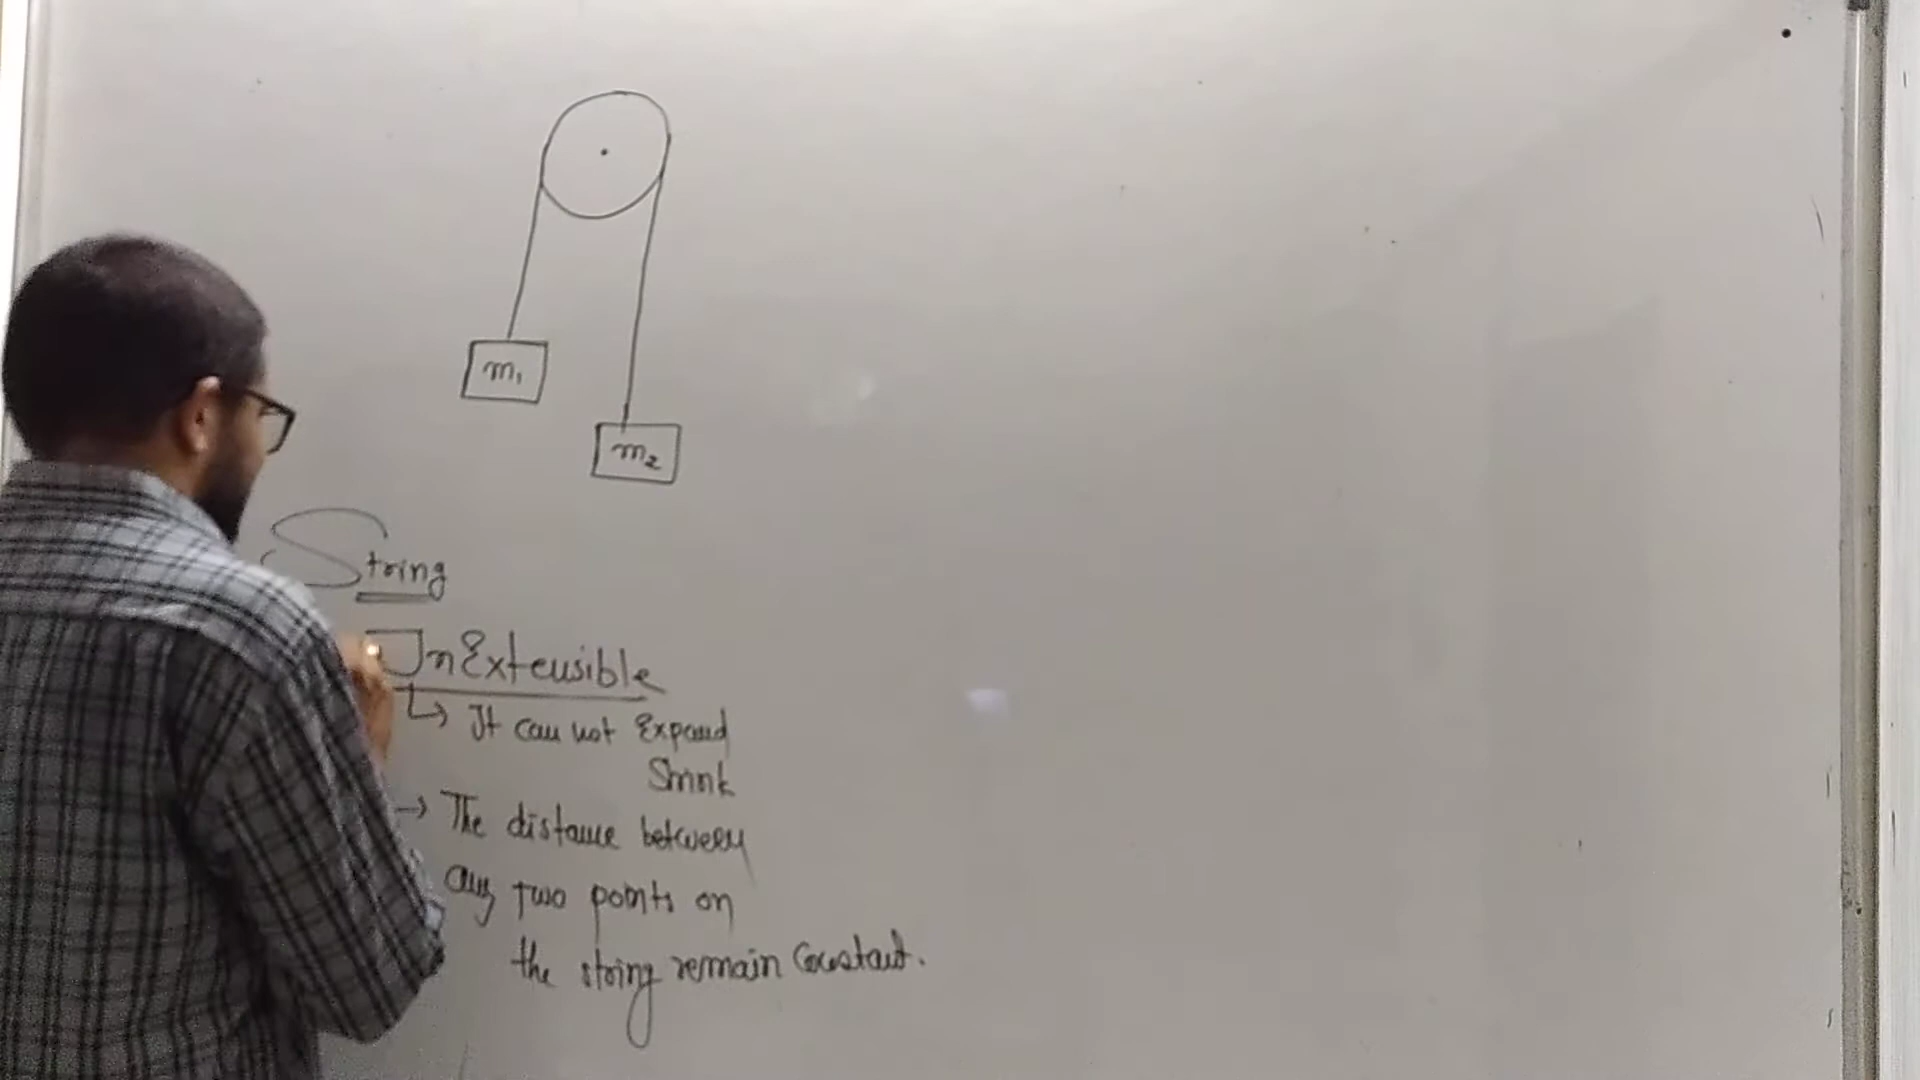 m₁
m₂
String
InExtensible
↳ It can not Expand
Shrink
→ The distance between
any two points on
the string remain Constant.